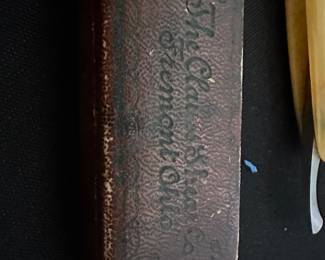 The Clauss Shear Co
Fremont Ohio